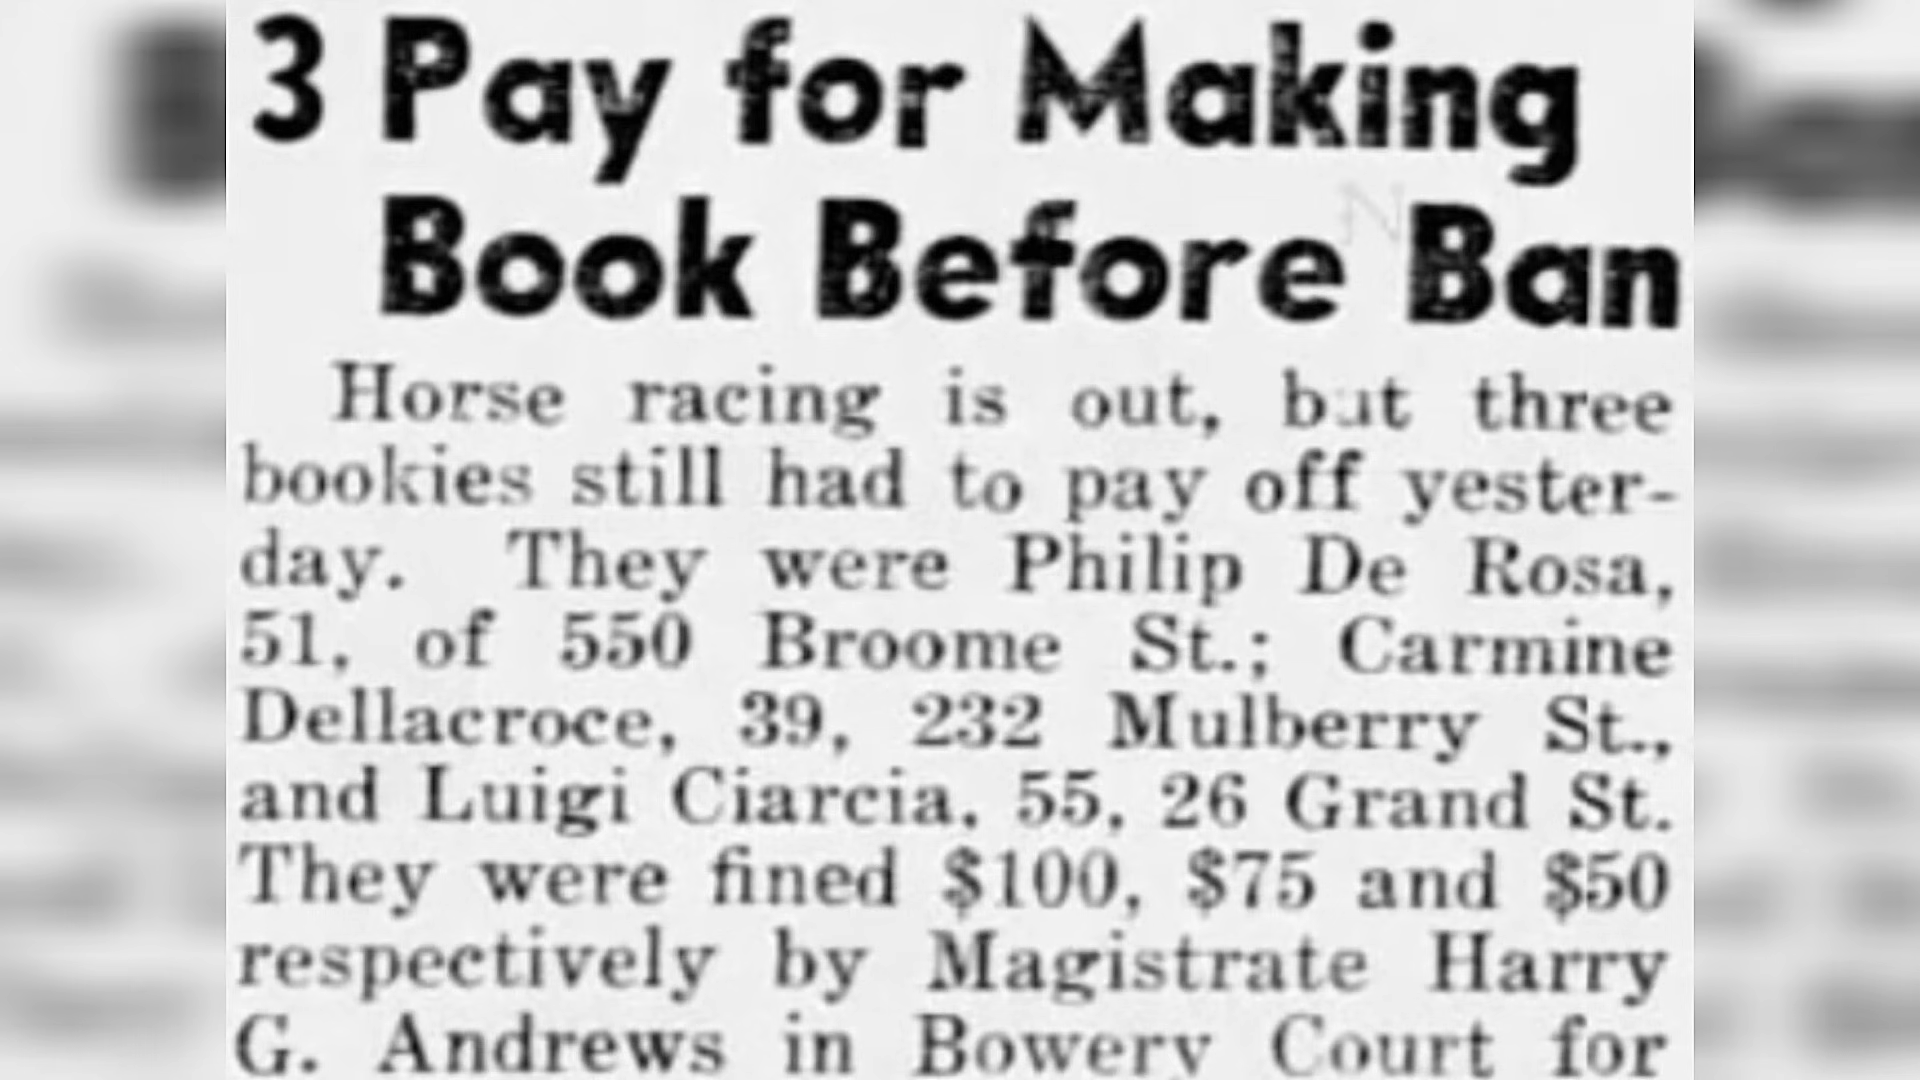 3 Pay for Making
Book Before Ban
Horse racing is out, but three
bookies still had to pay off yester-
day. They were Philip De Rosa,
51, of 550 Broome St.; Carmine
Dellacroce, 39, 232 Mulberry St.,
and Luigi Ciarcia, 55, 26 Grand St.
They were fined $100, $75 and $50
respectively by Magistrate Harry
G. Andrews in Bowery Court for